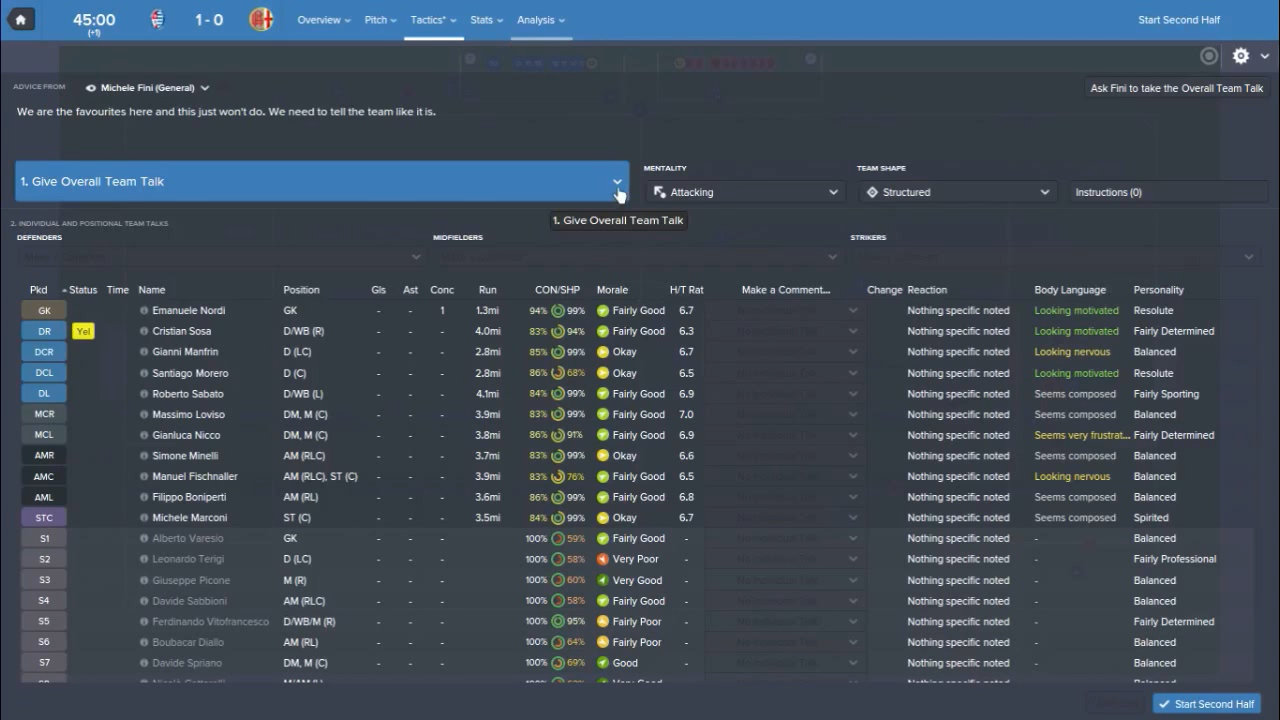 45:00
(+1)
1 - 0
Overview
Pitch
Tactics*
Stats
Analysis
Start Second Half
ADVICE FROM
Michele Fini (General)
Ask Fini to take the Overall Team Talk
We are the favourites here and this just won't do. We need to tell the team like it is.
1. Give Overall Team Talk
MENTALITY
Attacking
TEAM SHAPE
Structured
Instructions (0)
1. Give Overall Team Talk
2. INDIVIDUAL AND POSITIONAL TEAM TALKS
DEFENDERS MIDFIELDERS STRIKERS
Pkd Status Time Name Position Gls Ast Conc Run CON/SHP Morale H/T Rat Make a Comment... Change Reaction Body Language Personality
GK Emanuele Nordi GK - - 1 1.3mi 94% 99% Fairly Good 6.7 Nothing specific noted Looking motivated Resolute
DR Yel Cristian Sosa D/WB (R) - - - 4.0mi 83% 94% Fairly Good 6.3 Nothing specific noted Looking motivated Fairly Determined
DCR Gianni Manfrin D (LC) - - - 2.8mi 85% 99% Okay 6.7 Nothing specific noted Looking nervous Balanced
DCL Santiago Morero D (C) - - - 2.8mi 86% 68% Okay 6.5 Nothing specific noted Looking motivated Resolute
DL Roberto Sabato D/WB (L) - - - 4.1mi 84% 99% Fairly Good 6.9 Nothing specific noted Seems composed Fairly Sporting
MCR Massimo Loviso DM, M (C) - - - 3.9mi 83% 99% Fairly Good 7.0 Nothing specific noted Seems composed Balanced
MCL Gianluca Nicco DM, M (C) - - - 3.8mi 86% 91% Fairly Good 6.9 Nothing specific noted Seems very frustrat... Fairly Determined
AMR Simone Minelli AM (RLC) - - - 3.7mi 83% 99% Okay 6.6 Nothing specific noted Seems composed Balanced
AMC Manuel Fischnaller AM (RLC), ST (C) - - - 3.9mi 83% 76% Fairly Good 6.5 Nothing specific noted Looking nervous Balanced
AML Filippo Boniperti AM (RL) - - - 3.6mi 86% 99% Fairly Good 6.8 Nothing specific noted Seems composed Balanced
STC Michele Marconi ST (C) - - - 3.5mi 84% 99% Okay 6.7 Nothing specific noted Seems composed Spirited
S1 Alberto Varesio GK - - - 100% 59% Fairly Good - Nothing specific noted - Balanced
S2 Leonardo Terigi D (LC) - - - 100% 58% Very Poor - Nothing specific noted - Fairly Professional
S3 Giuseppe Picone M (R) - - - 100% 60% Very Good - Nothing specific noted - Balanced
S4 Davide Sabbioni AM (RLC) - - - 100% 58% Fairly Good - Nothing specific noted - Balanced
S5 Ferdinando Vitofrancesco D/WB/M (R) - - - 100% 95% Fairly Poor - Nothing specific noted - Fairly Determined
S6 Boubacar Diallo AM (RL) - - - 100% 64% Fairly Poor - Nothing specific noted - Balanced
S7 Davide Spriano DM, M (C) - - - 100% 69% Good - Nothing specific noted - Balanced
Start Second Half